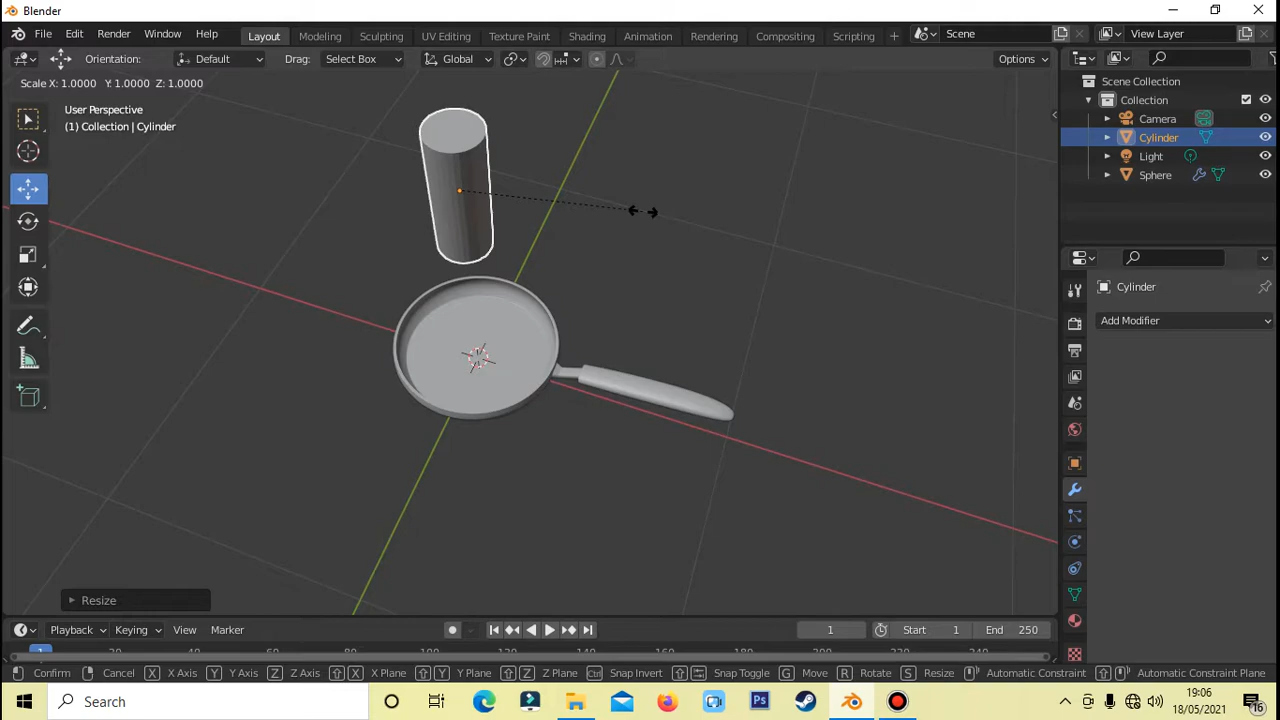 Blender
File Edit Render Window Help Layout Modeling Sculpting UV Editing Texture Paint Shading Animation Rendering Compositing Scripting + Scene View Layer
Orientation: Default Drag: Select Box Global Options
Scale X: 1.0000 Y: 1.0000 Z: 1.0000
User Perspective
(1) Collection | Cylinder
Scene Collection
Collection
Camera
Cylinder
Light
Sphere
Cylinder
Add Modifier
Resize
Playback Keying View Marker 1 Start 1 End 250
1
Confirm Cancel X X Axis Y Y Axis Z Z Axis X X Plane Y Y Plane Z Z Plane Ctrl Snap Invert Snap Toggle G Move R Rotate S Resize Automatic Constraint Automatic Constraint Plane
Search
Ps
19:06
18/05/2021
16